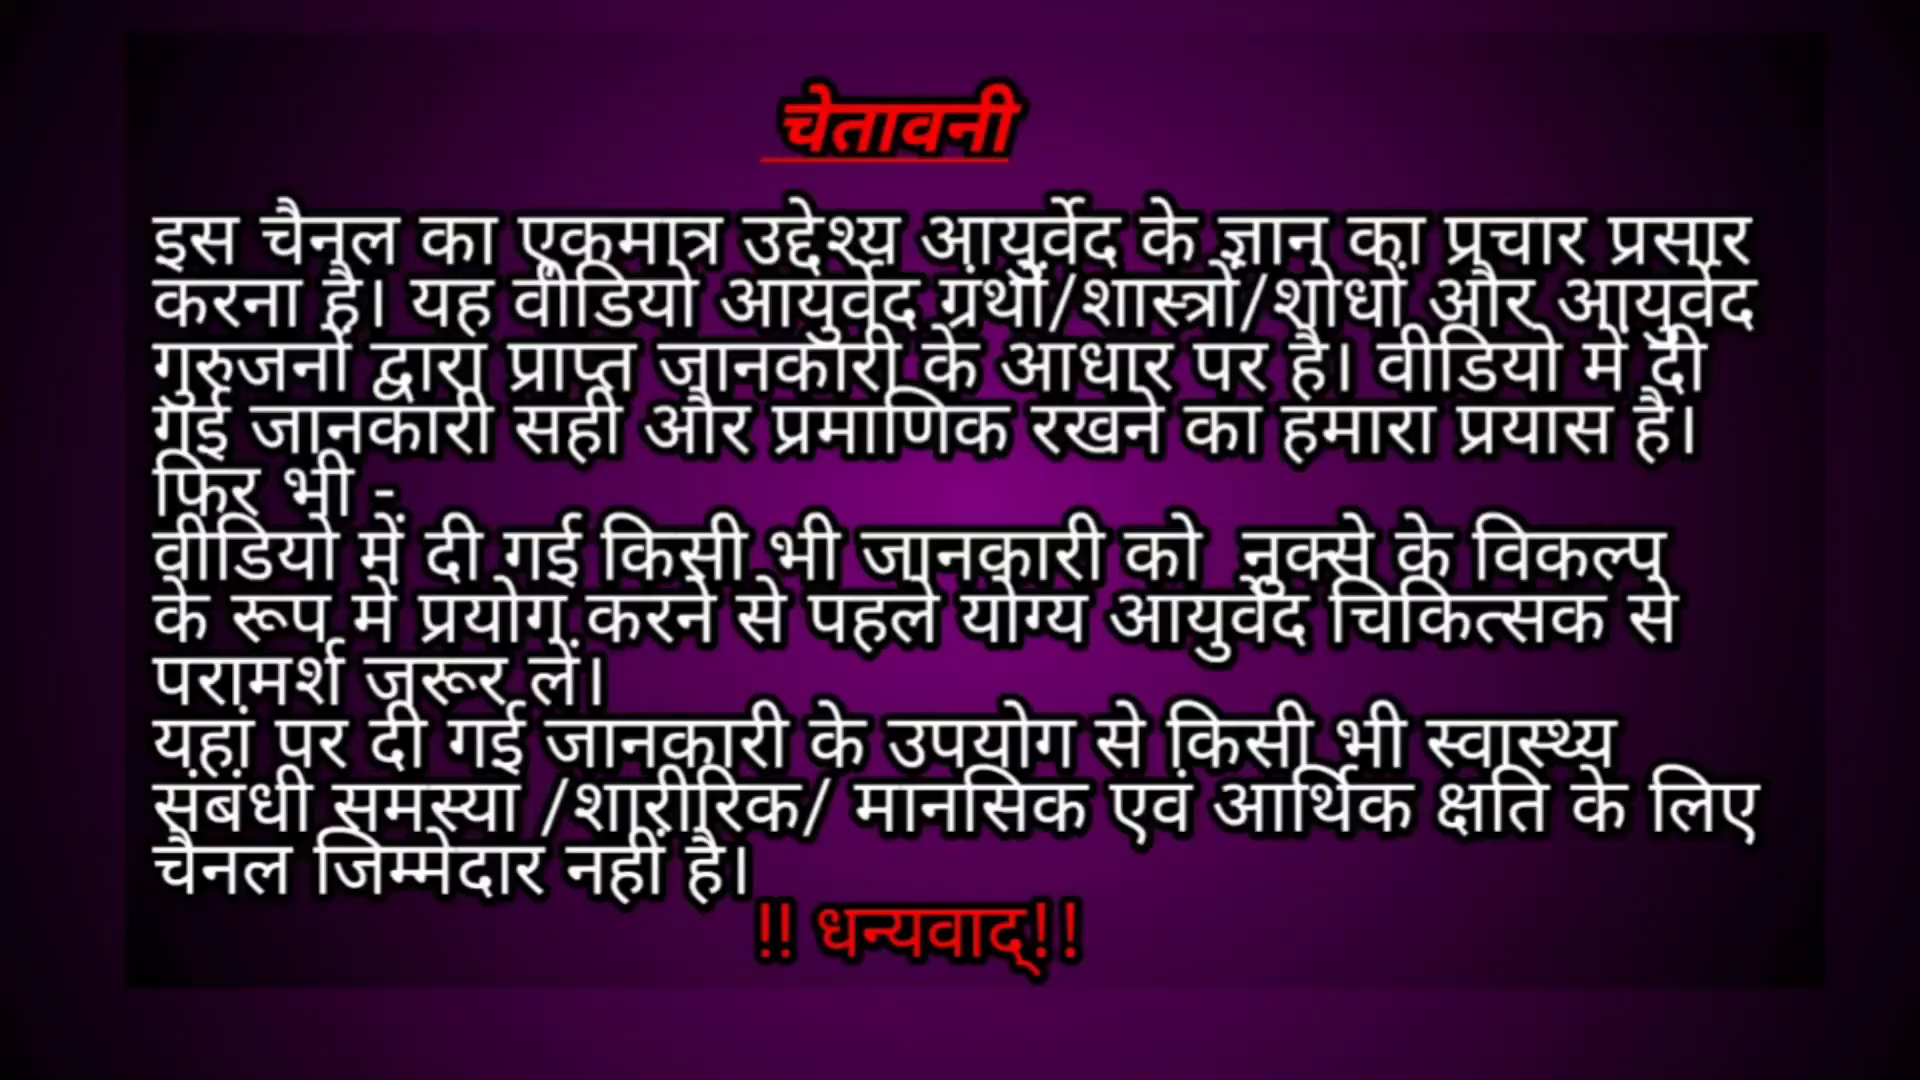 चेतावनी
इस चैनल का एकमात्र उद्देश्य आयुर्वेद के ज्ञान का प्रचार प्रसार
करना है। यह वीडियो आयुर्वेद ग्रंथों/शास्त्रों/शोधों और आयुर्वेद
गुरुजनों द्वारा प्राप्त जानकारी के आधार पर है। वीडियो में दी
गई जानकारी सही और प्रमाणिक रखने का हमारा प्रयास है।
फिर भी -
वीडियो में दी गई किसी भी जानकारी को नुक्से के विकल्प
के रूप में प्रयोग करने से पहले योग्य आयुर्वेद चिकित्सक से
परामर्श जरूर लें।
यहां पर दी गई जानकारी के उपयोग से किसी भी स्वास्थ्य
संबंधी समस्या /शारीरिक/ मानसिक एवं आर्थिक क्षति के लिए
चैनल जिम्मेदार नहीं है।
!! धन्यवाद्!!